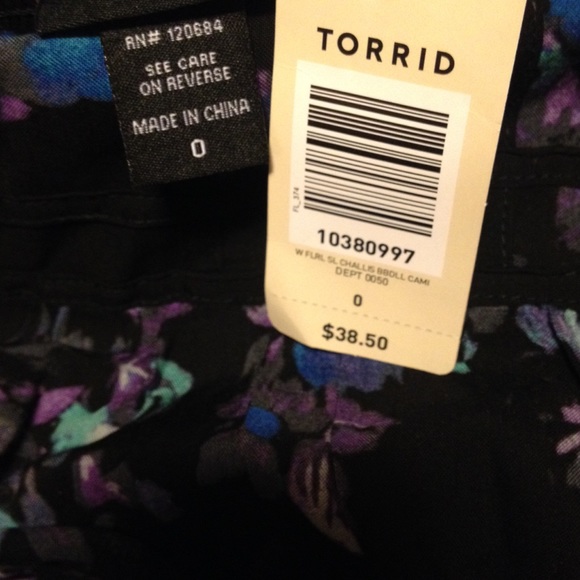 RN# 120684
SEE CARE
ON REVERSE
MADE IN CHINA
0
TORRID
FL_374
10380997
W FLRL SL CHALLIS BBOLL CAMI
DEPT 0050
0
$38.50